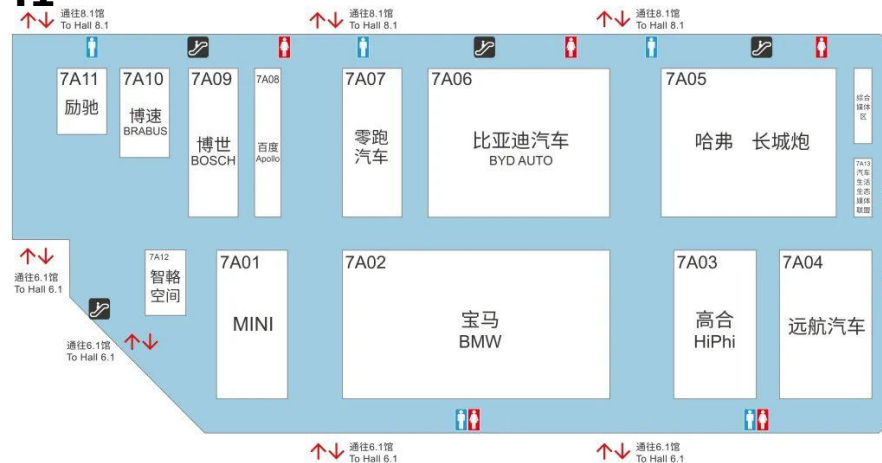 通往8.1馆
To Hall 8.1
通往8.1馆
To Hall 8.1
通往8.1馆
To Hall 8.1
7A11
励驰
7A10
博速
BRABUS
7A09
博世
BOSCH
7A08
百度
Apollo
7A07
零跑
汽车
7A06
比亚迪汽车
BYD AUTO
7A05
哈弗 长城炮
综合
媒体
区
7A13
汽车
生活
生态
媒体
联盟
通往6.1馆
To Hall 6.1
7A12
智輅
空间
7A01
MINI
7A02
宝马
BMW
7A03
高合
HiPhi
7A04
远航汽车
通往6.1馆
To Hall 6.1
通往6.1馆
To Hall 6.1
通往6.1馆
To Hall 6.1